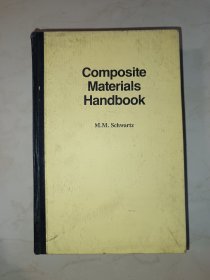 Composite
Materials
Handbook
M.M. Schwartz